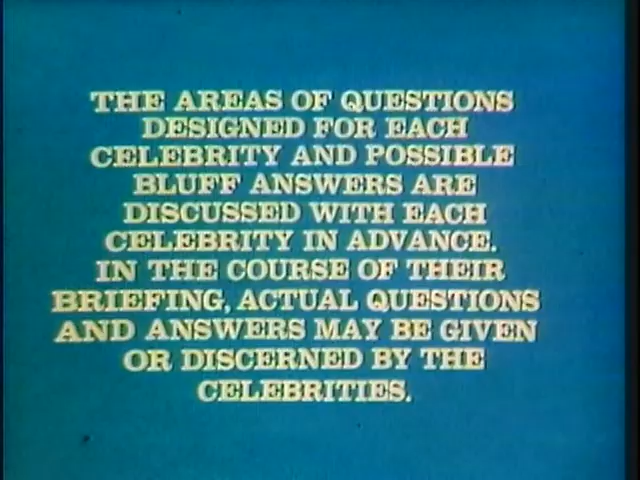 THE AREAS OF QUESTIONS
DESIGNED FOR EACH
CELEBRITY AND POSSIBLE
BLUFF ANSWERS ARE
DISCUSSED WITH EACH
CELEBRITY IN ADVANCE.
IN THE COURSE OF THEIR
BRIEFING, ACTUAL QUESTIONS
AND ANSWERS MAY BE GIVEN
OR DISCERNED BY THE
CELEBRITIES.